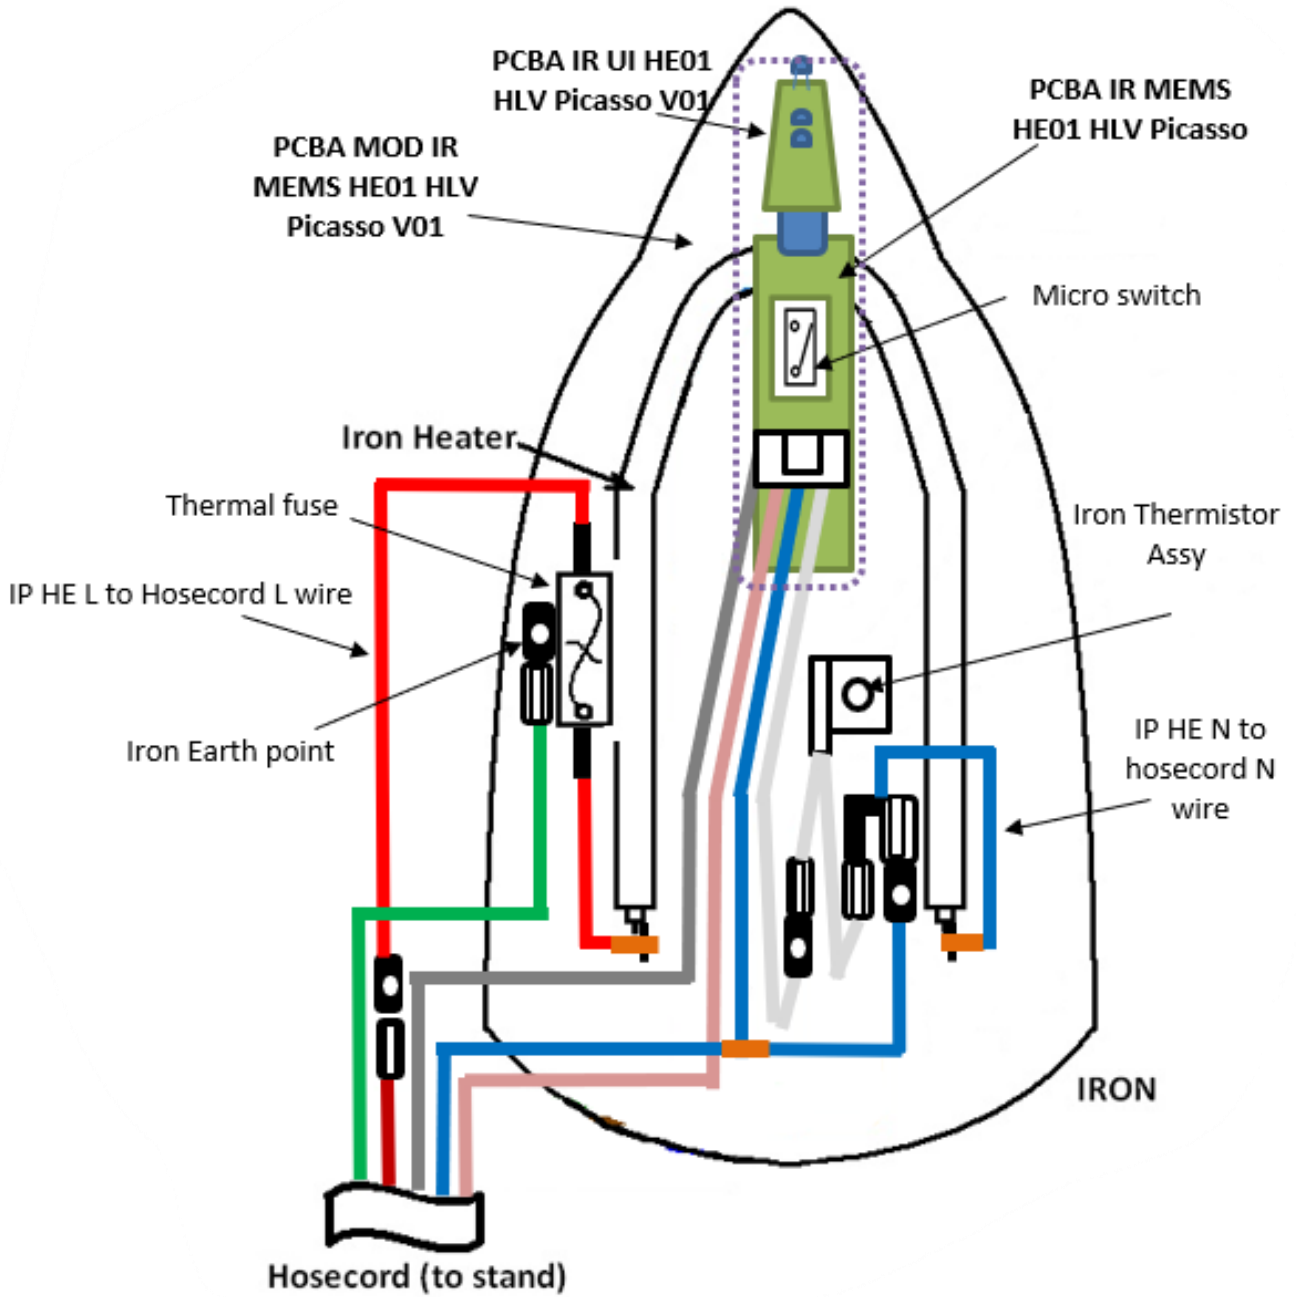 PCBA IR UI HE01
HLV Picasso V01
PCBA IR MEMS
HE01 HLV Picasso
PCBA MOD IR
MEMS HE01 HLV
Picasso V01
Micro switch
Iron Heater
Thermal fuse
Iron Thermistor
Assy
IP HE L to Hosecord L wire
Iron Earth point
IP HE N to
hosecord N
wire
IRON
Hosecord (to stand)